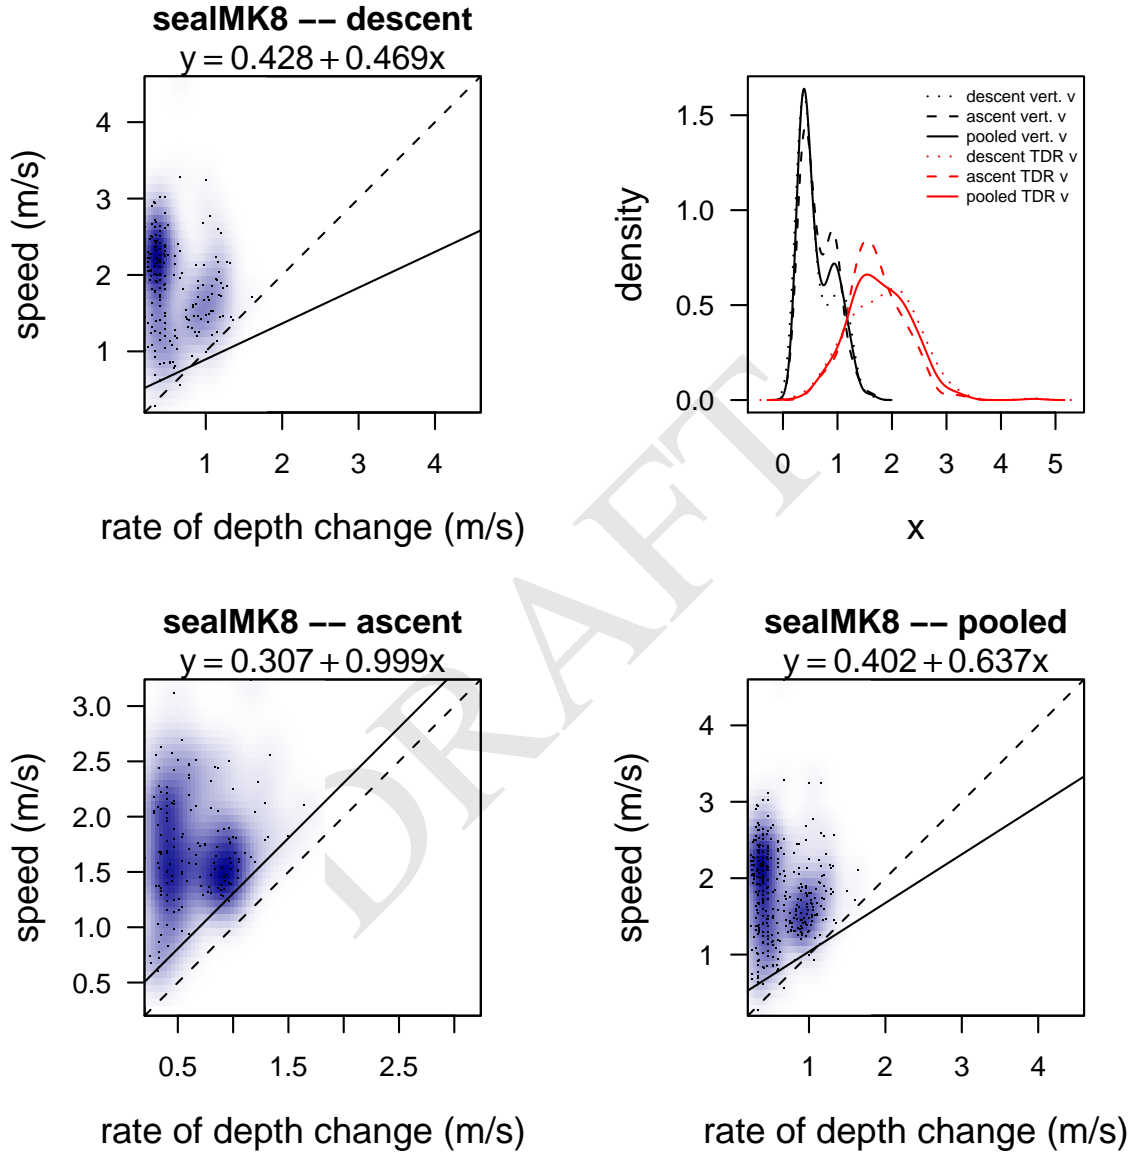 sealMK8 −− descent
y = 0.428 + 0.469x
speed (m/s)
4
3
2
1
1 2 3 4
rate of depth change (m/s)
density
1.5
1.0
0.5
0.0
descent vert. v
ascent vert. v
pooled vert. v
descent TDR v
ascent TDR v
pooled TDR v
0 1 2 3 4 5
x
DRAFT
sealMK8 −− ascent
y = 0.307 + 0.999x
speed (m/s)
3.0
2.5
2.0
1.5
1.0
0.5
0.5 1.5 2.5
rate of depth change (m/s)
sealMK8 −− pooled
y = 0.402 + 0.637x
speed (m/s)
4
3
2
1
1 2 3 4
rate of depth change (m/s)